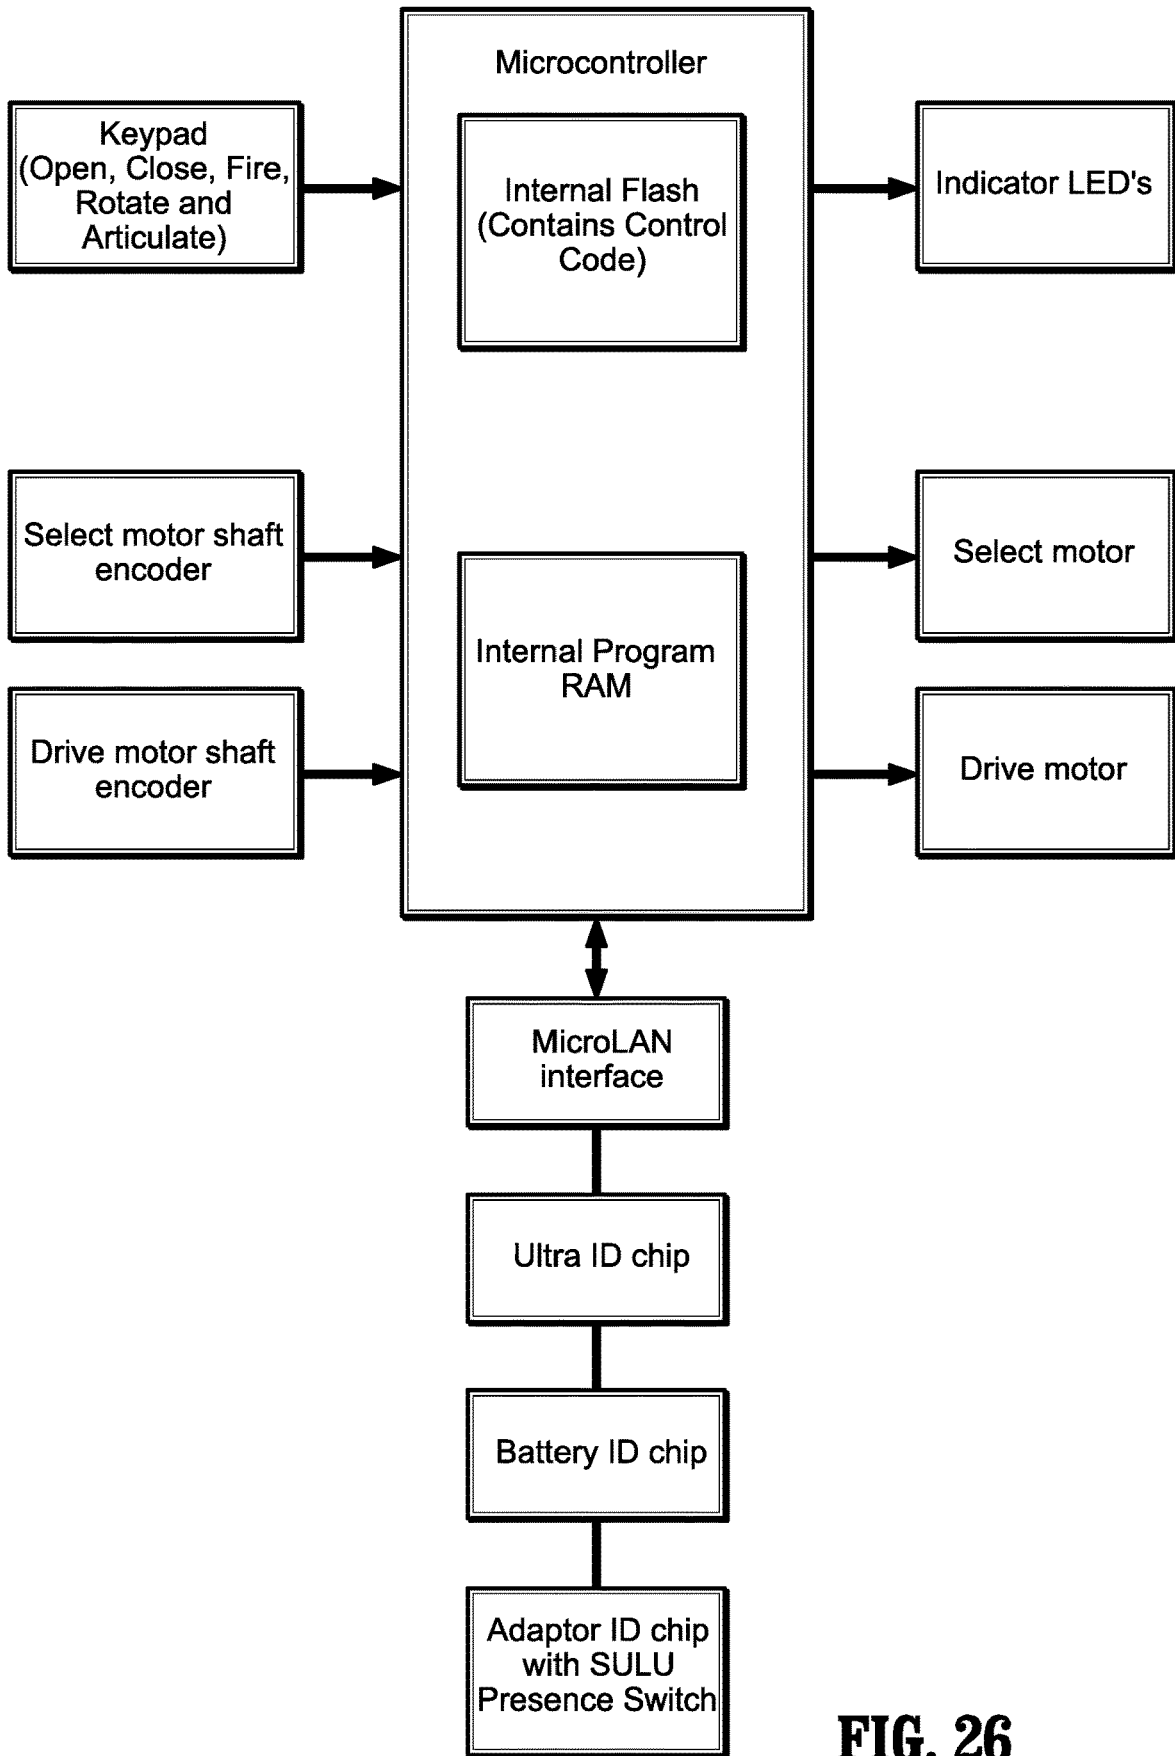 Microcontroller
Keypad
(Open, Close, Fire,
Rotate and
Articulate)
Internal Flash
(Contains Control
Code)
Indicator LED's
Select motor shaft
encoder
Select motor
Internal Program
RAM
Drive motor shaft
encoder
Drive motor
MicroLAN
interface
Ultra ID chip
Battery ID chip
Adaptor ID chip
with SULU
Presence Switch
FIG. 26